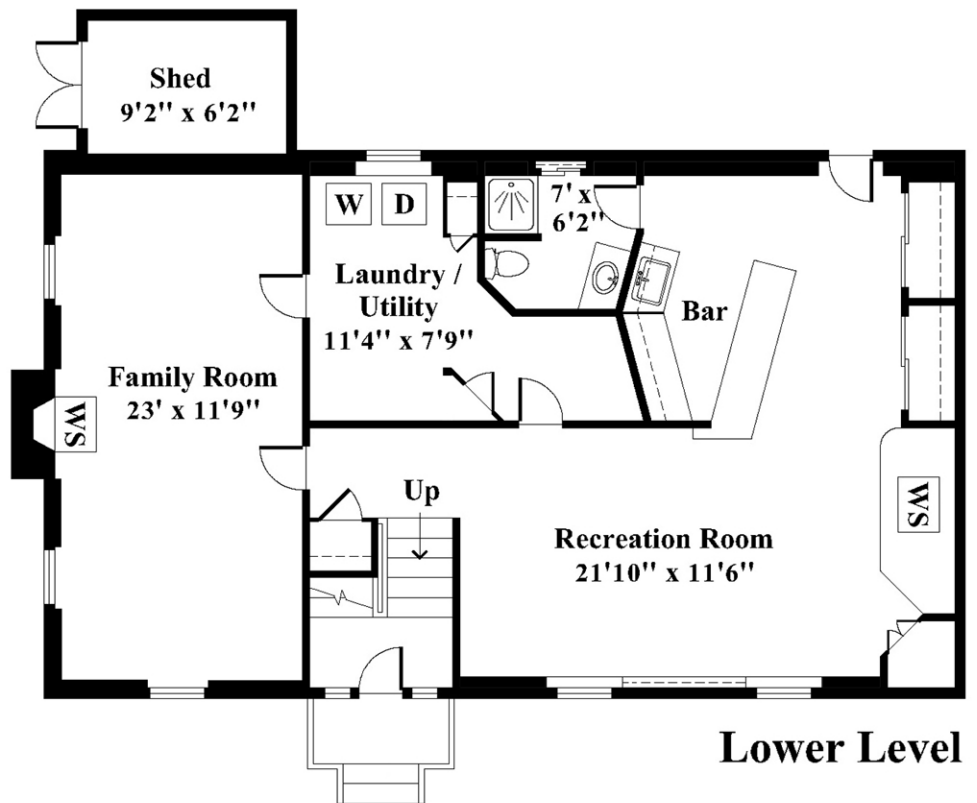 Shed
9'2" x 6'2"
W
D
7' x
6'2"
Laundry /
Utility
11'4" x 7'9"
Bar
Family Room
23' x 11'9"
WS
Up
WS
Recreation Room
21'10" x 11'6"
Lower Level